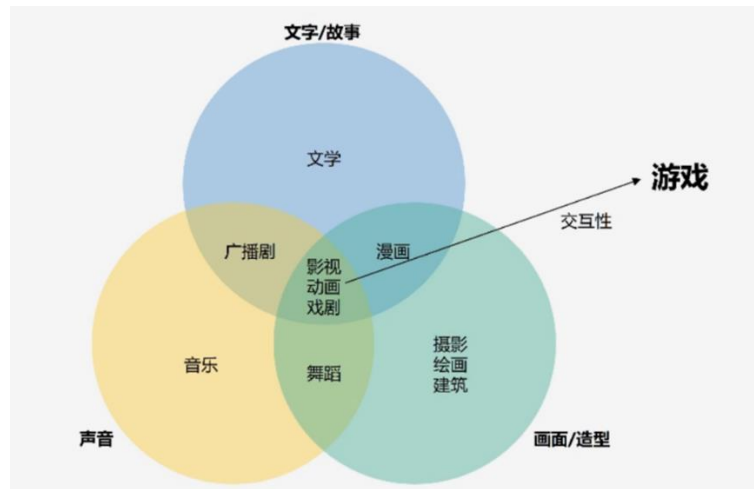 文字/故事
文学
游戏
交互性
广播剧
漫画
影视
动画
戏剧
音乐
舞蹈
摄影
绘画
建筑
声音
画面/造型